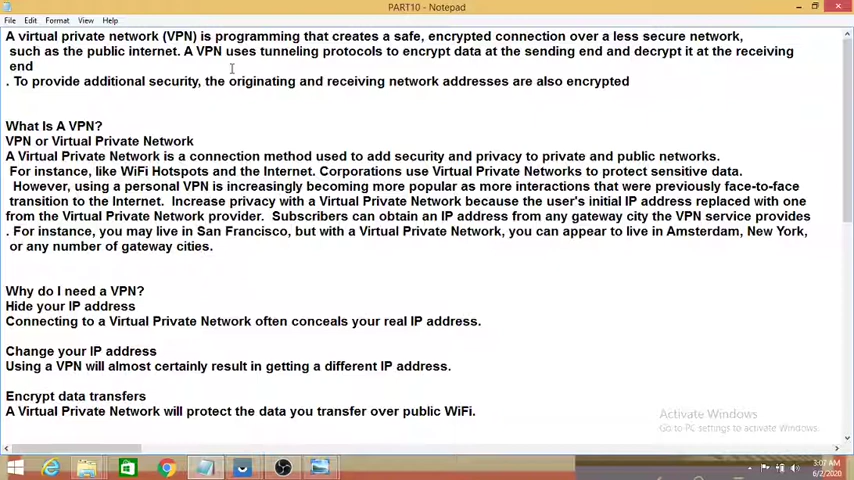 PART10 - Notepad
File Edit Format View Help
A virtual private network (VPN) is programming that creates a safe, encrypted connection over a less secure network,
such as the public internet. A VPN uses tunneling protocols to encrypt data at the sending end and decrypt it at the receiving
end
. To provide additional security, the originating and receiving network addresses are also encrypted
What Is A VPN?
VPN or Virtual Private Network
A Virtual Private Network is a connection method used to add security and privacy to private and public networks.
For instance, like WiFi Hotspots and the Internet. Corporations use Virtual Private Networks to protect sensitive data.
However, using a personal VPN is increasingly becoming more popular as more interactions that were previously face-to-face
transition to the Internet.  Increase privacy with a Virtual Private Network because the user's initial IP address replaced with one
from the Virtual Private Network provider.  Subscribers can obtain an IP address from any gateway city the VPN service provides
. For instance, you may live in San Francisco, but with a Virtual Private Network, you can appear to live in Amsterdam, New York,
or any number of gateway cities.
Why do I need a VPN?
Hide your IP address
Connecting to a Virtual Private Network often conceals your real IP address.
Change your IP address
Using a VPN will almost certainly result in getting a different IP address.
Encrypt data transfers
A Virtual Private Network will protect the data you transfer over public WiFi.
Activate Windows
Go to PC settings to activate Windows.
3:07 AM
6/2/2020